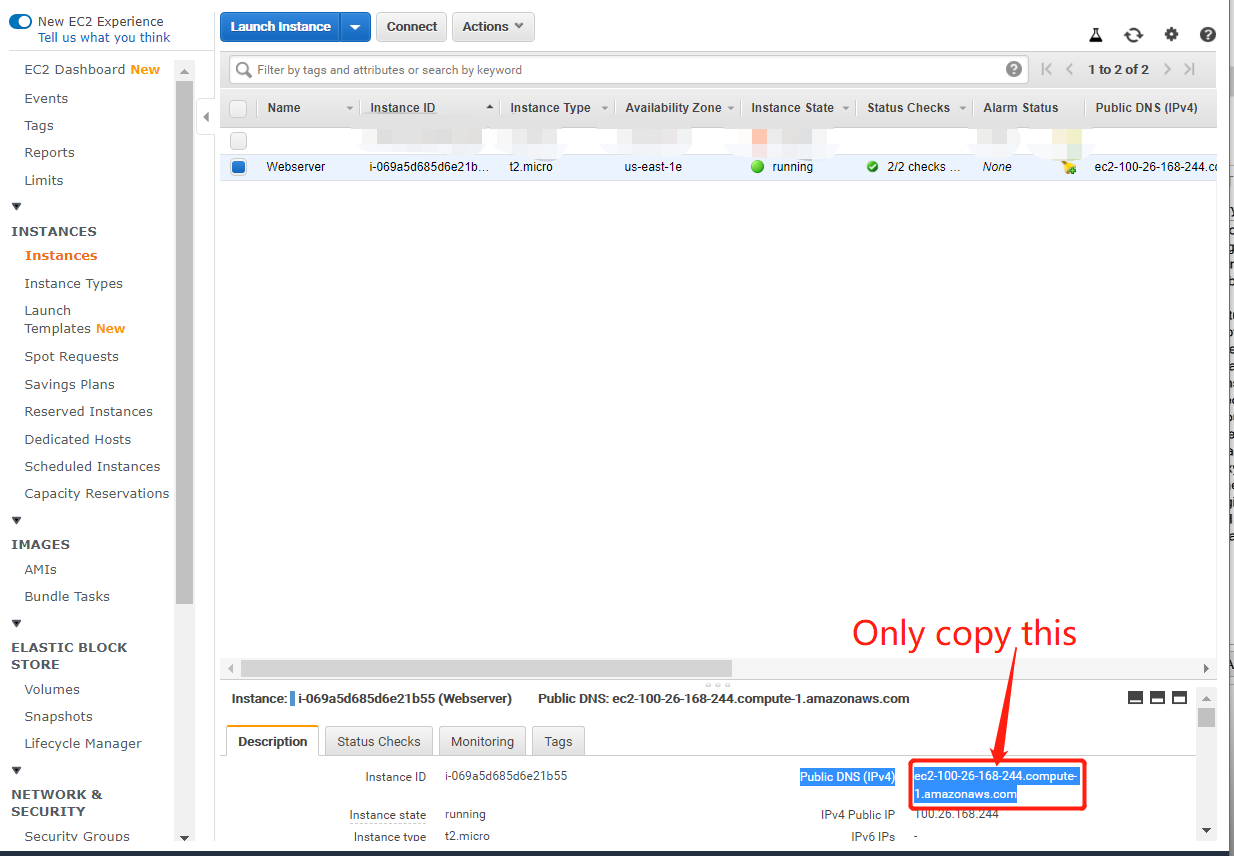 New EC2 Experience
Tell us what you think
EC2 Dashboard New
Events
Tags
Reports
Limits
INSTANCES
Instances
Instance Types
Launch
Templates New
Spot Requests
Savings Plans
Reserved Instances
Dedicated Hosts
Scheduled Instances
Capacity Reservations
IMAGES
AMIs
Bundle Tasks
ELASTIC BLOCK
STORE
Volumes
Snapshots
Lifecycle Manager
NETWORK &
SECURITY
Security Groups
Launch Instance Connect Actions
Filter by tags and attributes or search by keyword 1 to 2 of 2
Name Instance ID Instance Type Availability Zone Instance State Status Checks Alarm Status Public DNS (IPv4)
Webserver i-069a5d685d6e21b... t2.micro us-east-1e running 2/2 checks ... None ec2-100-26-168-244.co
Only copy this
Instance: i-069a5d685d6e21b55 (Webserver) Public DNS: ec2-100-26-168-244.compute-1.amazonaws.com
Description Status Checks Monitoring Tags
Instance ID i-069a5d685d6e21b55 Public DNS (IPv4) ec2-100-26-168-244.compute-
1.amazonaws.com
Instance state running IPv4 Public IP 100.26.168.244
Instance type t2.micro IPv6 IPs -